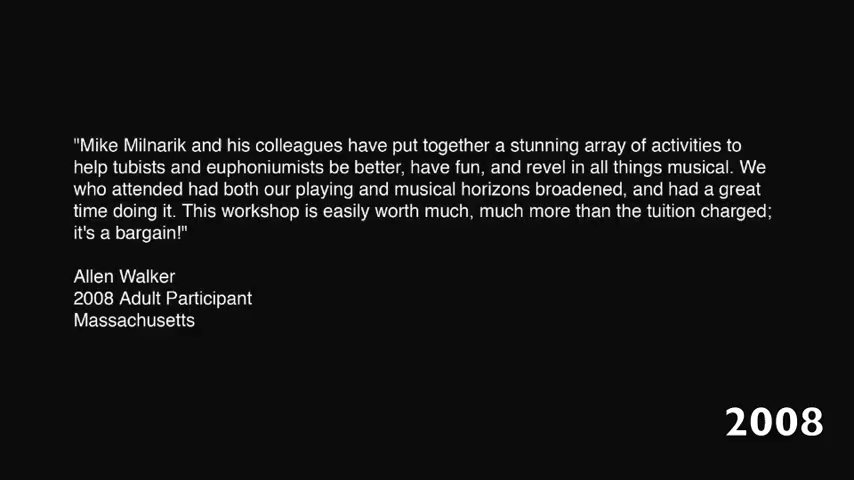 "Mike Milnarik and his colleagues have put together a stunning array of activities to
help tubists and euphoniumists be better, have fun, and revel in all things musical. We
who attended had both our playing and musical horizons broadened, and had a great
time doing it. This workshop is easily worth much, much more than the tuition charged;
it's a bargain!"
Allen Walker
2008 Adult Participant
Massachusetts
2008